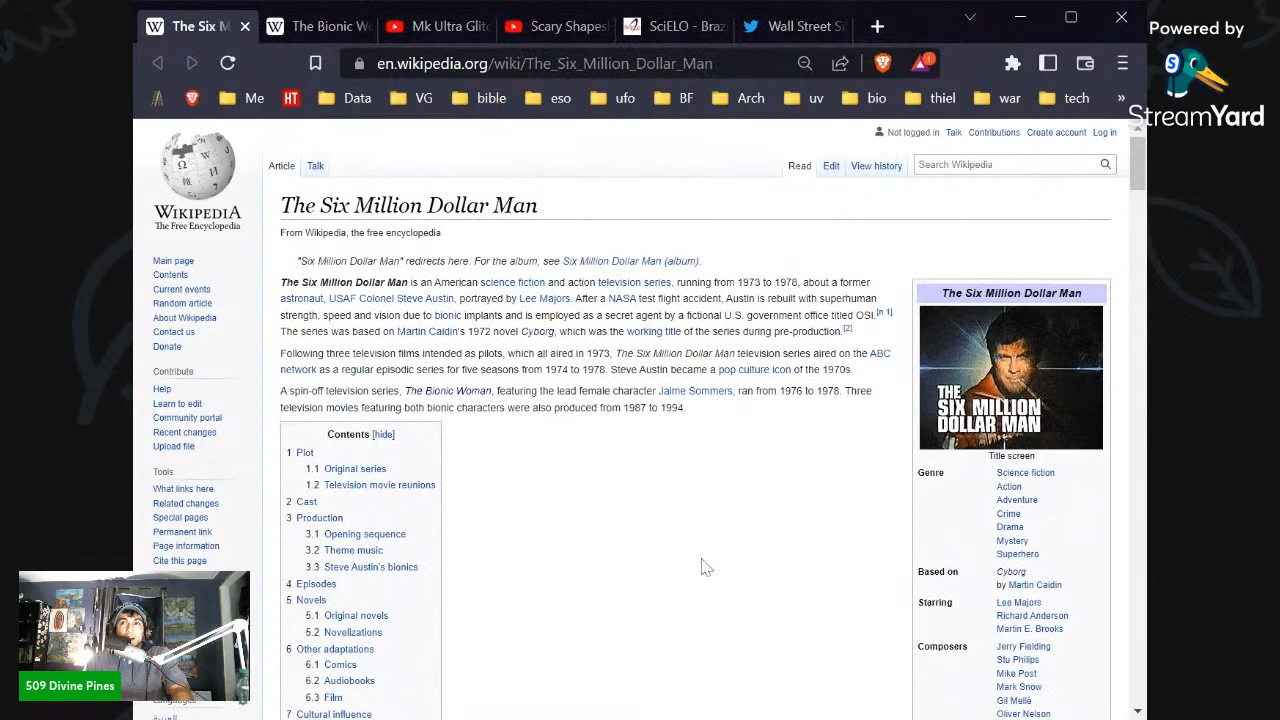 The Six M
The Bionic W
Mk Ultra Glit
Scary Shapes
SciELO - Braz
Wall Street Si
Powered by
StreamYard
en.wikipedia.org/wiki/The_Six_Million_Dollar_Man
1
Me
HT
Data
VG
bible
eso
ufo
BF
Arch
uv
bio
thiel
war
tech
»
Not logged in Talk Contributions Create account Log in
Article Talk Read Edit View history Search Wikipedia
WIKIPEDIA
The Free Encyclopedia
Main page
Contents
Current events
Random article
About Wikipedia
Contact us
Donate
Contribute
Help
Learn to edit
Community portal
Recent changes
Upload file
Tools
What links here
Related changes
Special pages
Permanent link
Page information
Cite this page
Languages
The Six Million Dollar Man
From Wikipedia, the free encyclopedia
"Six Million Dollar Man" redirects here. For the album, see Six Million Dollar Man (album).
The Six Million Dollar Man is an American science fiction and action television series, running from 1973 to 1978, about a former
astronaut, USAF Colonel Steve Austin, portrayed by Lee Majors. After a NASA test flight accident, Austin is rebuilt with superhuman
strength, speed and vision due to bionic implants and is employed as a secret agent by a fictional U.S. government office titled OSI.[n 1]
The series was based on Martin Caidin's 1972 novel Cyborg, which was the working title of the series during pre-production.[2]
Following three television films intended as pilots, which all aired in 1973, The Six Million Dollar Man television series aired on the ABC
network as a regular episodic series for five seasons from 1974 to 1978. Steve Austin became a pop culture icon of the 1970s.
A spin-off television series, The Bionic Woman, featuring the lead female character Jaime Sommers, ran from 1976 to 1978. Three
television movies featuring both bionic characters were also produced from 1987 to 1994.
Contents [hide]
1 Plot
1.1 Original series
1.2 Television movie reunions
2 Cast
3 Production
3.1 Opening sequence
3.2 Theme music
3.3 Steve Austin's bionics
4 Episodes
5 Novels
5.1 Original novels
5.2 Novelizations
6 Other adaptations
6.1 Comics
6.2 Audiobooks
6.3 Film
7 Cultural influence
The Six Million Dollar Man
THE
SIX MILLION
DOLLAR MAN
Title screen
Genre Science fiction
Action
Adventure
Crime
Drama
Mystery
Superhero
Based on Cyborg
by Martin Caidin
Starring Lee Majors
Richard Anderson
Martin E. Brooks
Composers Jerry Fielding
Stu Philips
Mike Post
Mark Snow
Gil Mellé
Oliver Nelson
509 Divine Pines